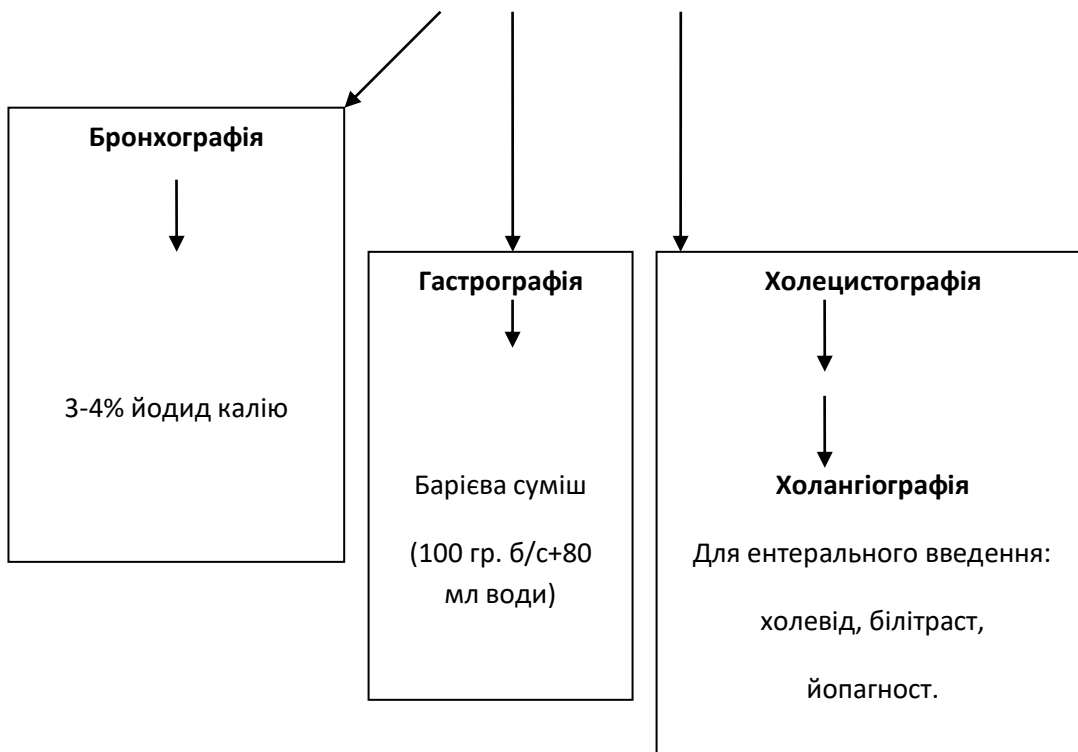 Бронхографія
3-4% йодид калію
Гастрографія
Барієва суміш
(100 гр. б/с+80
мл води)
Холецистографія
Холангіографія
Для ентерального введення:
холевід, білітраст,
йопагност.